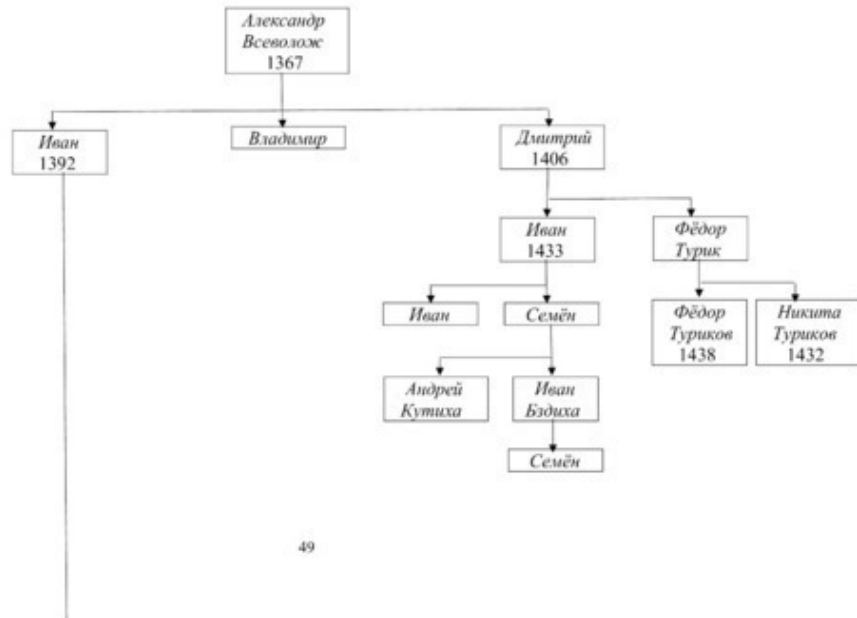 Александр
Всеволож
1367
Иван
1392
Владимир
Дмитрий
1406
Иван
1433
Фёдор
Турик
Иван
Семён
Фёдор
Туриков
1438
Никита
Туриков
1432
Андрей
Кутиха
Иван
Бздиха
Семён
49